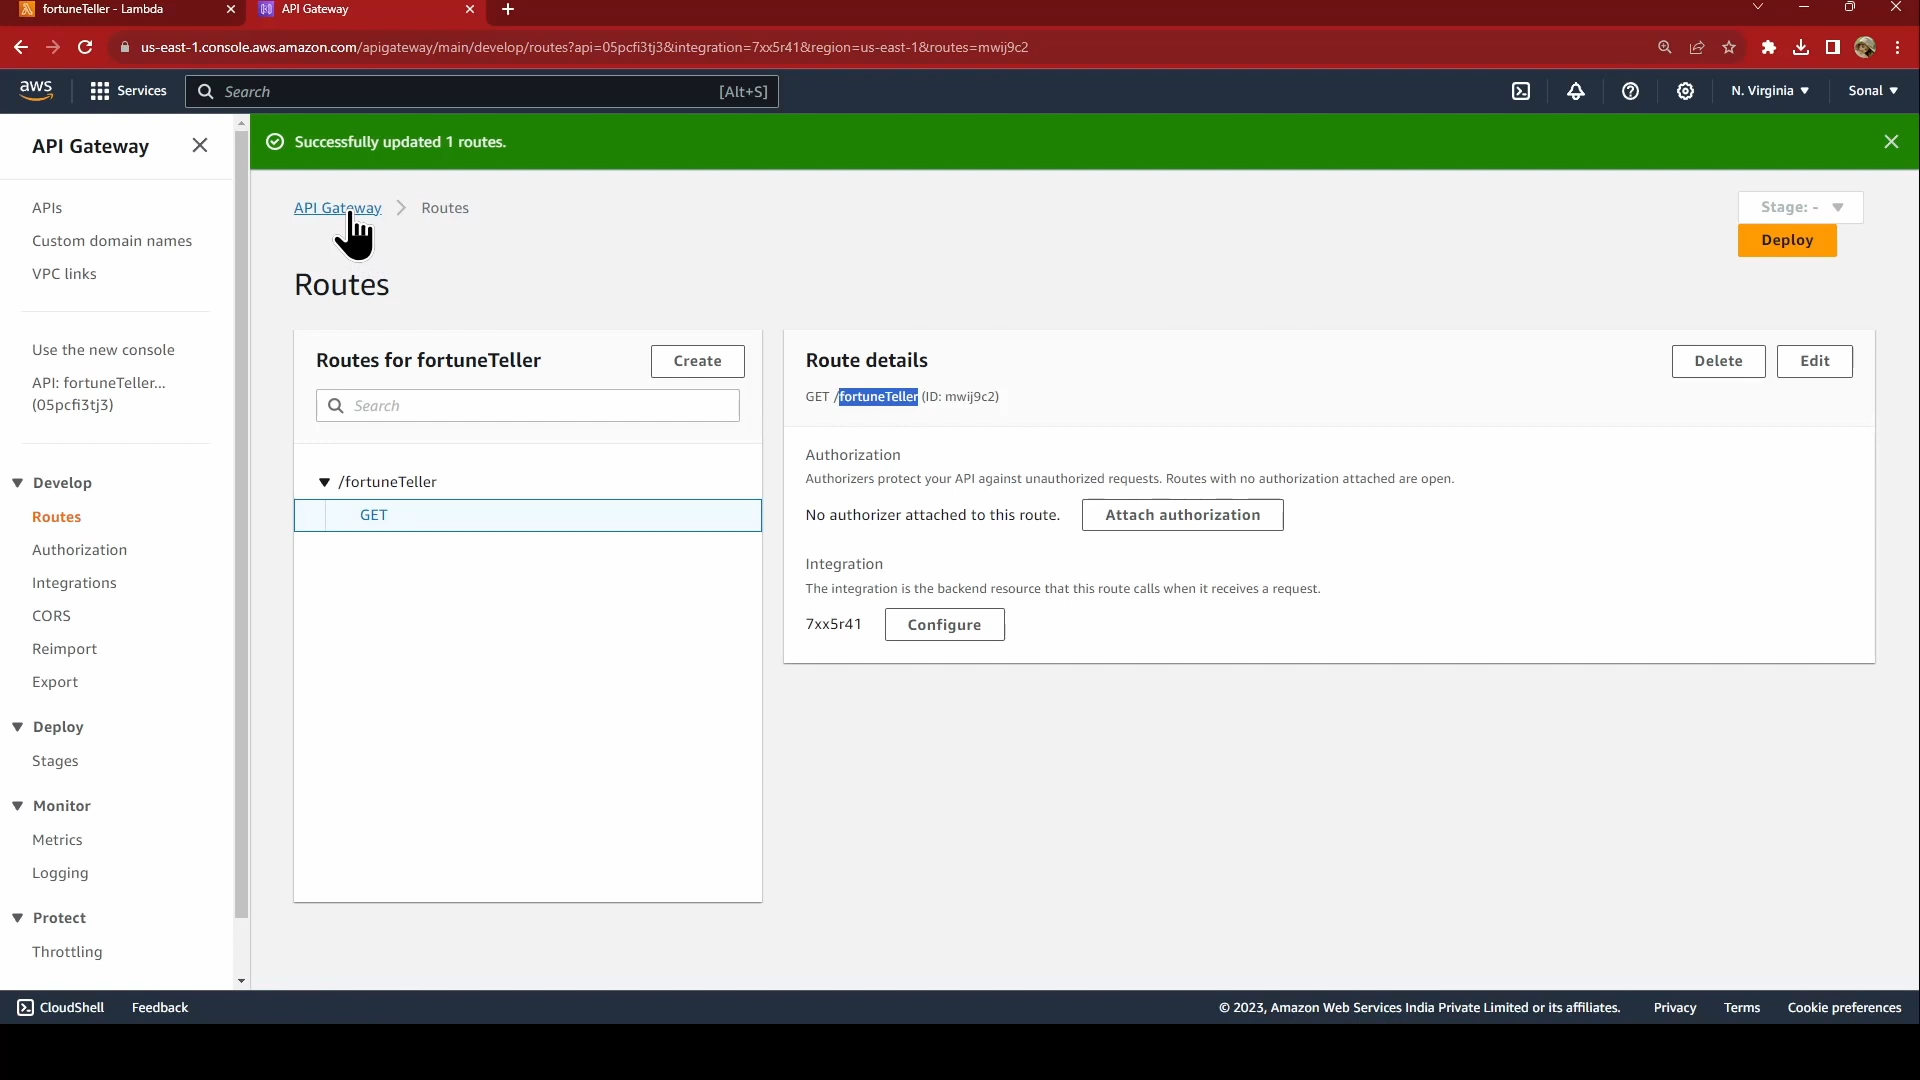 fortuneTeller - Lambda
API Gateway
us-east-1.console.aws.amazon.com/apigateway/main/develop/routes?api=05pcfi3tj3&integration=7xx5r41&region=us-east-1&routes=mwij9c2
aws
Services
Search
[Alt+S]
N. Virginia
Sonal
API Gateway
Successfully updated 1 routes.
APIs
Custom domain names
VPC links
Use the new console
API: fortuneTeller...
(05pcfi3tj3)
Develop
Routes
Authorization
Integrations
CORS
Reimport
Export
Deploy
Stages
Monitor
Metrics
Logging
Protect
Throttling
API Gateway
Routes
Stage: -
Deploy
Routes
Routes for fortuneTeller
Create
Search
/fortuneTeller
GET
Route details
Delete
Edit
GET /fortuneTeller (ID: mwij9c2)
Authorization
Authorizers protect your API against unauthorized requests. Routes with no authorization attached are open.
No authorizer attached to this route.
Attach authorization
Integration
The integration is the backend resource that this route calls when it receives a request.
7xx5r41
Configure
CloudShell
Feedback
© 2023, Amazon Web Services India Private Limited or its affiliates.
Privacy
Terms
Cookie preferences